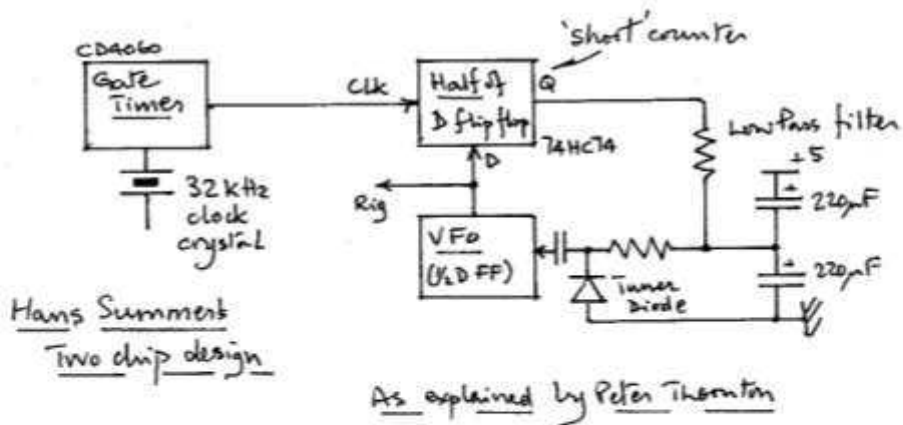 CD4060
Gate
Timer
32 kHz
clock
crystal
Clk
Half of
D flip flop
Q
'short' counter
74HC74
D
Rig
VFO
(½ D FF)
Low Pass filter
+5
+
220µF
+
220µF
Tuner
Diode
Hans Summers
Two chip design
As explained by Peter Thornton